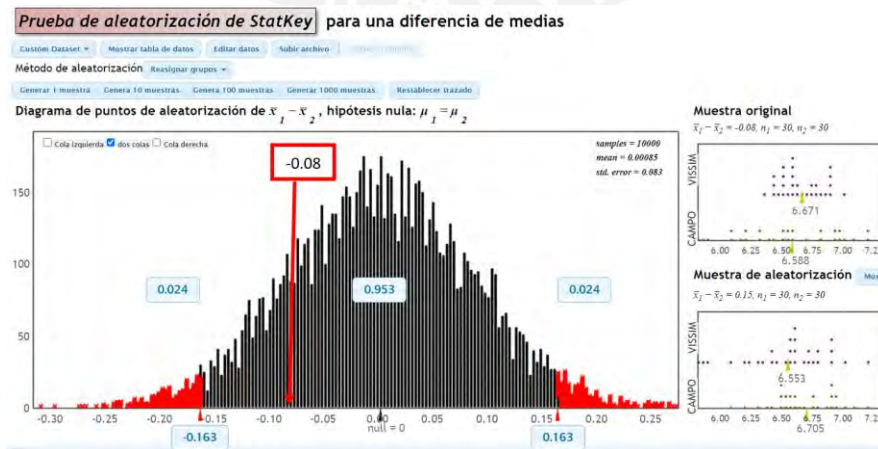 Prueba de aleatorización de StatKey para una diferencia de medias
Custom Dataset Mostrar tabla de datos Editar datos Subir archivo
Método de aleatorización Reasignar grupos
Generar 1 muestra Genera 10 muestras Genera 100 muestras Generar 1000 muestras Restablecer trazado
Diagrama de puntos de aleatorización de x̄ 1 − x̄ 2 , hipótesis nula: μ 1 = μ 2
Cola izquierda dos colas Cola derecha
samples = 10000
mean = 0.00085
std. error = 0.083
-0.08
150
100
50
0
0.024 0.953 0.024
-0.30 -0.25 -0.20 -0.15 -0.10 -0.05 0.00 0.05 0.10 0.15 0.20 0.25
null = 0
-0.163 0.163
Muestra original
x̄1 − x̄2 = -0.08, n1 = 30, n2 = 30
VISSIM
6.671
CAMPO
6.00 6.25 6.50 6.75 7.00 7.2
6.588
Muestra de aleatorización
x̄1 − x̄2 = 0.15, n1 = 30, n2 = 30
VISSIM
6.553
CAMPO
6.00 6.25 6.50 6.75 7.00 7.2
6.705